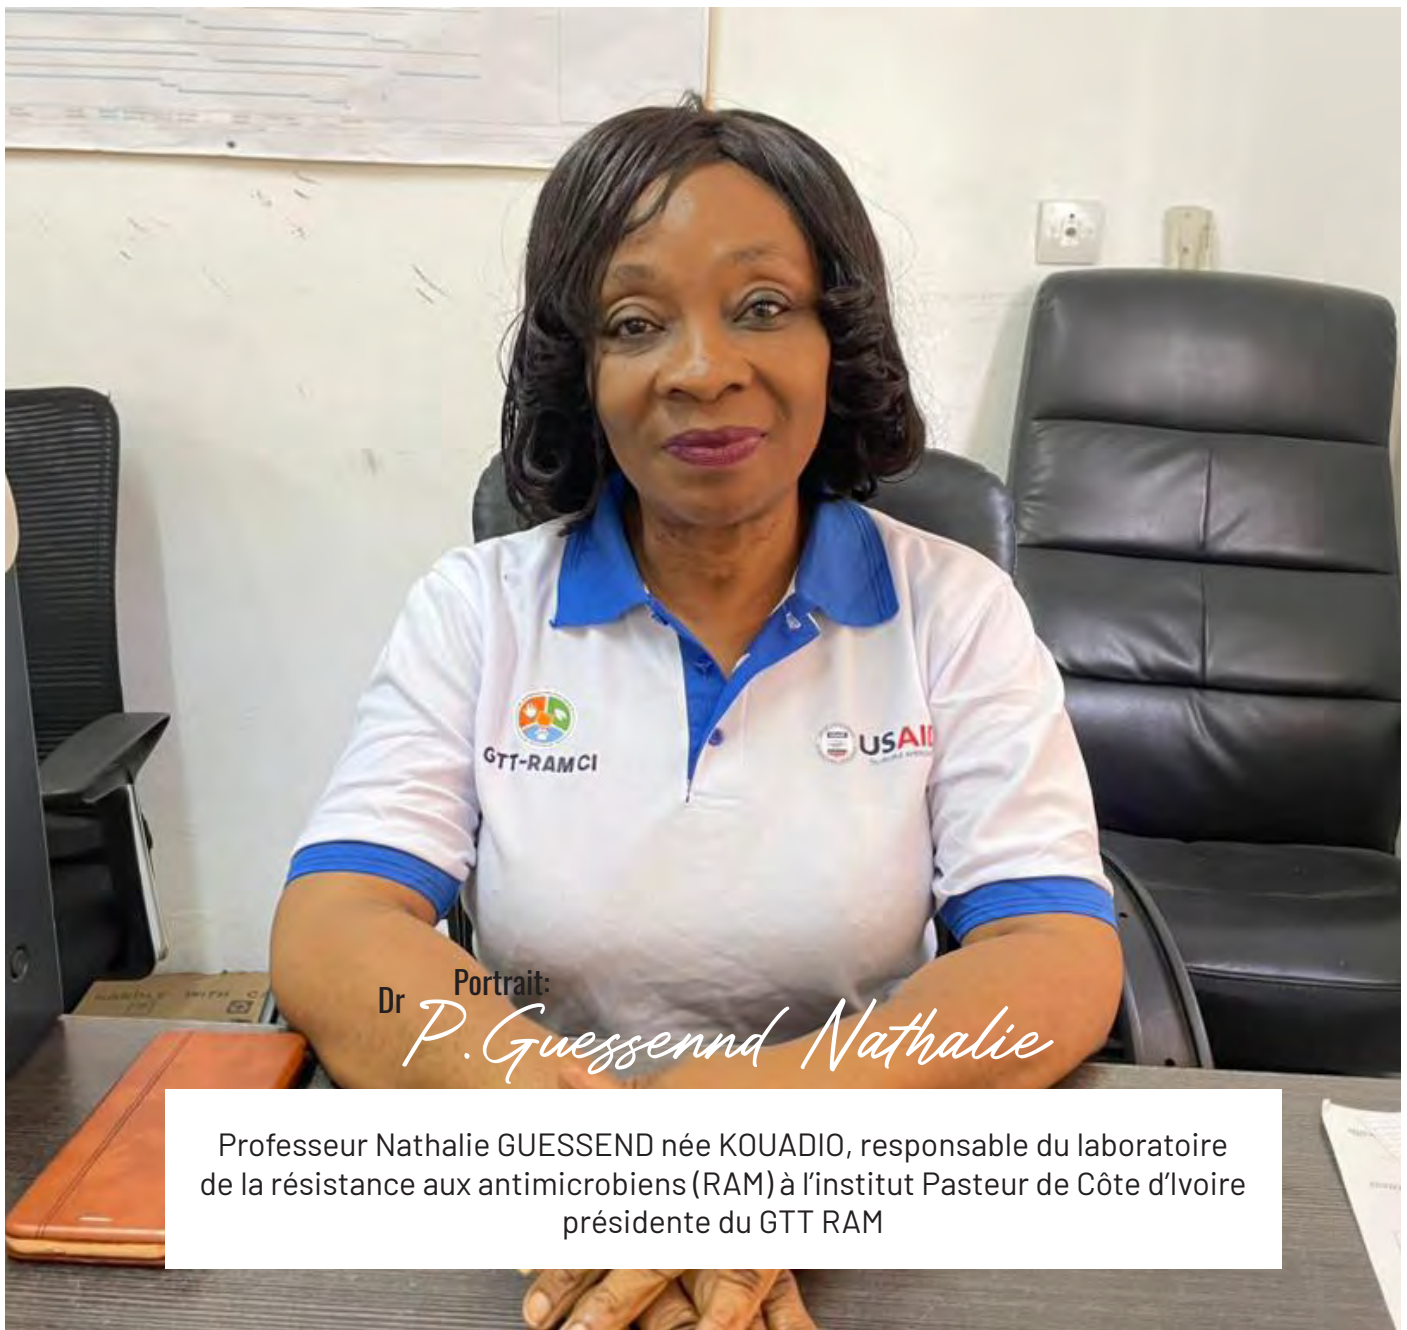 GTT-RAMCI
USAID
Portrait:
Dr P.Guessennd Nathalie
Professeur Nathalie GUESSEND née KOUADIO, responsable du laboratoire
de la résistance aux antimicrobiens (RAM) à l'institut Pasteur de Côte d'Ivoire
présidente du GTT RAM